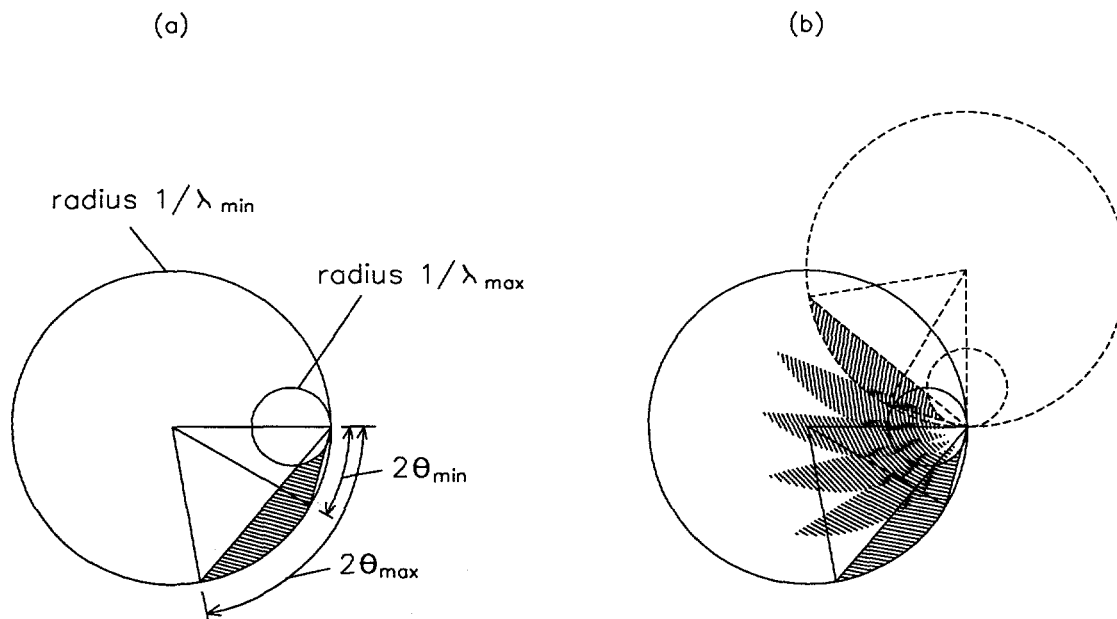 (a)
(b)
radius 1/λmin
radius 1/λmax
2θmin
2θmax